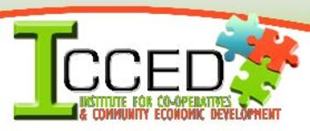 ICCED
INSTITUTE FOR CO-OPERATIVES
& COMMUNITY ECONOMIC DEVELOPMENT